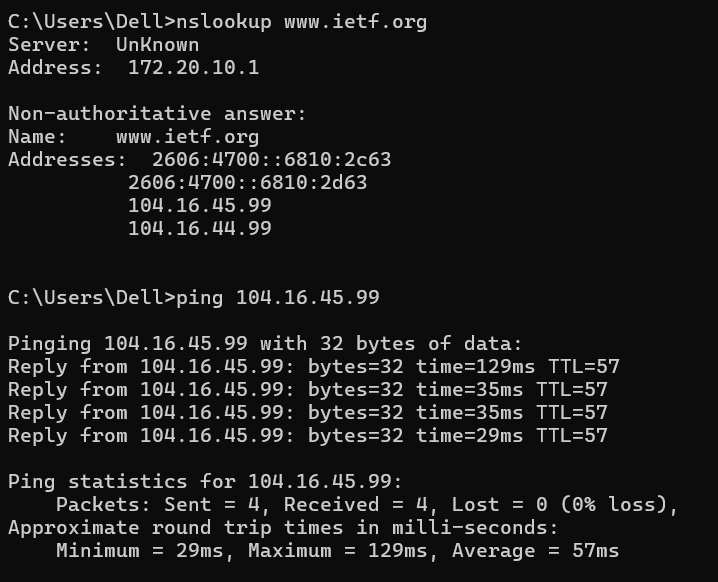 C:\Users\Dell>nslookup www.ietf.org
Server:  UnKnown
Address:  172.20.10.1
Non-authoritative answer:
Name:    www.ietf.org
Addresses:  2606:4700::6810:2c63
          2606:4700::6810:2d63
          104.16.45.99
          104.16.44.99
C:\Users\Dell>ping 104.16.45.99
Pinging 104.16.45.99 with 32 bytes of data:
Reply from 104.16.45.99: bytes=32 time=129ms TTL=57
Reply from 104.16.45.99: bytes=32 time=35ms TTL=57
Reply from 104.16.45.99: bytes=32 time=35ms TTL=57
Reply from 104.16.45.99: bytes=32 time=29ms TTL=57
Ping statistics for 104.16.45.99:
    Packets: Sent = 4, Received = 4, Lost = 0 (0% loss),
Approximate round trip times in milli-seconds:
    Minimum = 29ms, Maximum = 129ms, Average = 57ms